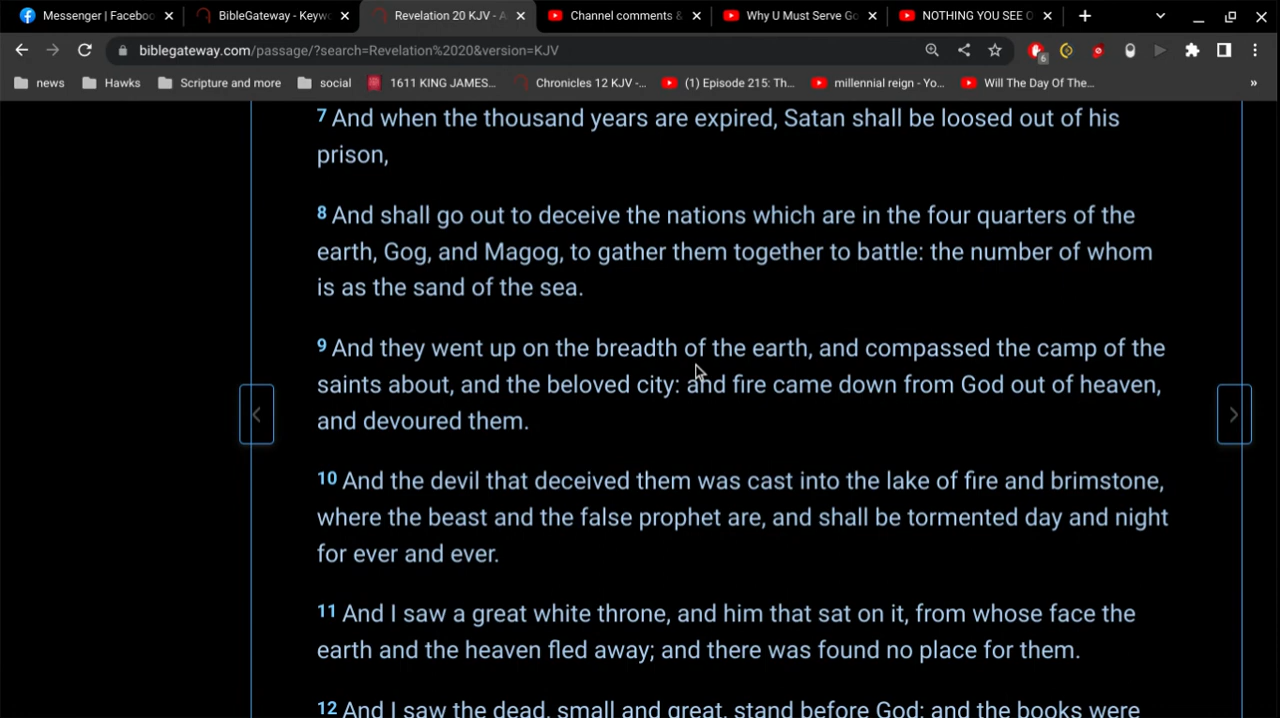 Messenger | Faceboo
BibleGateway - Keyw
Revelation 20 KJV - A
Channel comments &
Why U Must Serve Go
NOTHING YOU SEE O
biblegateway.com/passage/?search=Revelation%2020&version=KJV
6
news
Hawks
Scripture and more
social
1611 KING JAMES...
Chronicles 12 KJV -...
(1) Episode 215: Th...
millennial reign - Yo...
Will The Day Of The...
»
7 And when the thousand years are expired, Satan shall be loosed out of his
prison,
8 And shall go out to deceive the nations which are in the four quarters of the
earth, Gog, and Magog, to gather them together to battle: the number of whom
is as the sand of the sea.
9 And they went up on the breadth of the earth, and compassed the camp of the
saints about, and the beloved city: and fire came down from God out of heaven,
and devoured them.
10 And the devil that deceived them was cast into the lake of fire and brimstone,
where the beast and the false prophet are, and shall be tormented day and night
for ever and ever.
11 And I saw a great white throne, and him that sat on it, from whose face the
earth and the heaven fled away; and there was found no place for them.
12 And I saw the dead, small and great, stand before God; and the books were